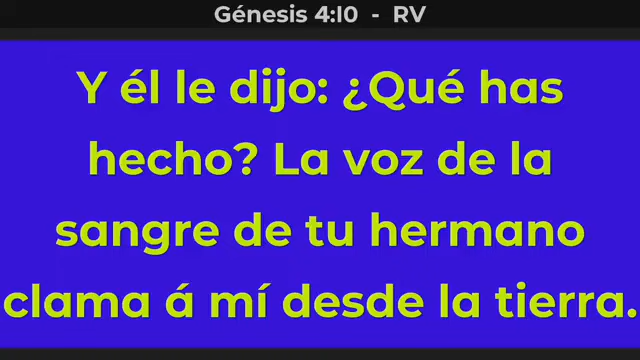 Génesis 4:10 - RV
Y él le dijo: ¿Qué has
hecho? La voz de la
sangre de tu hermano
clama á mí desde la tierra.